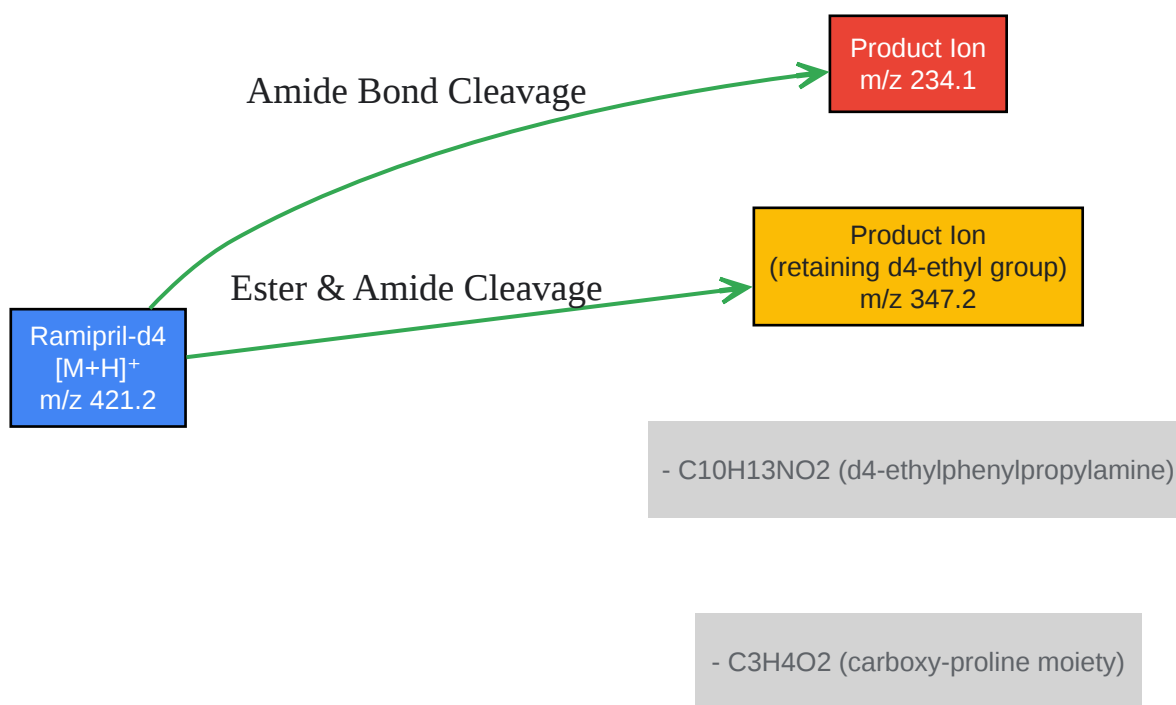 Product Ion
m/z 234.1
Amide Bond Cleavage
Product Ion
(retaining d4-ethyl group)
m/z 347.2
Ester & Amide Cleavage
Ramipril-d4
[M+H]⁺
m/z 421.2
- C10H13NO2 (d4-ethylphenylpropylamine)
- C3H4O2 (carboxy-proline moiety)